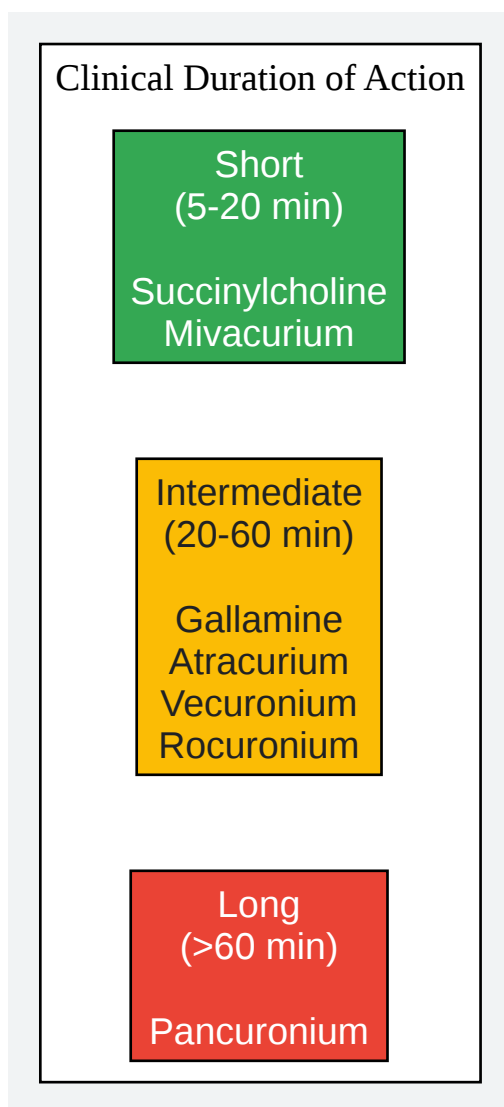 Clinical Duration of Action
Short
(5-20 min)
Succinylcholine
Mivacurium
Intermediate
(20-60 min)
Gallamine
Atracurium
Vecuronium
Rocuronium
Long
(>60 min)
Pancuronium